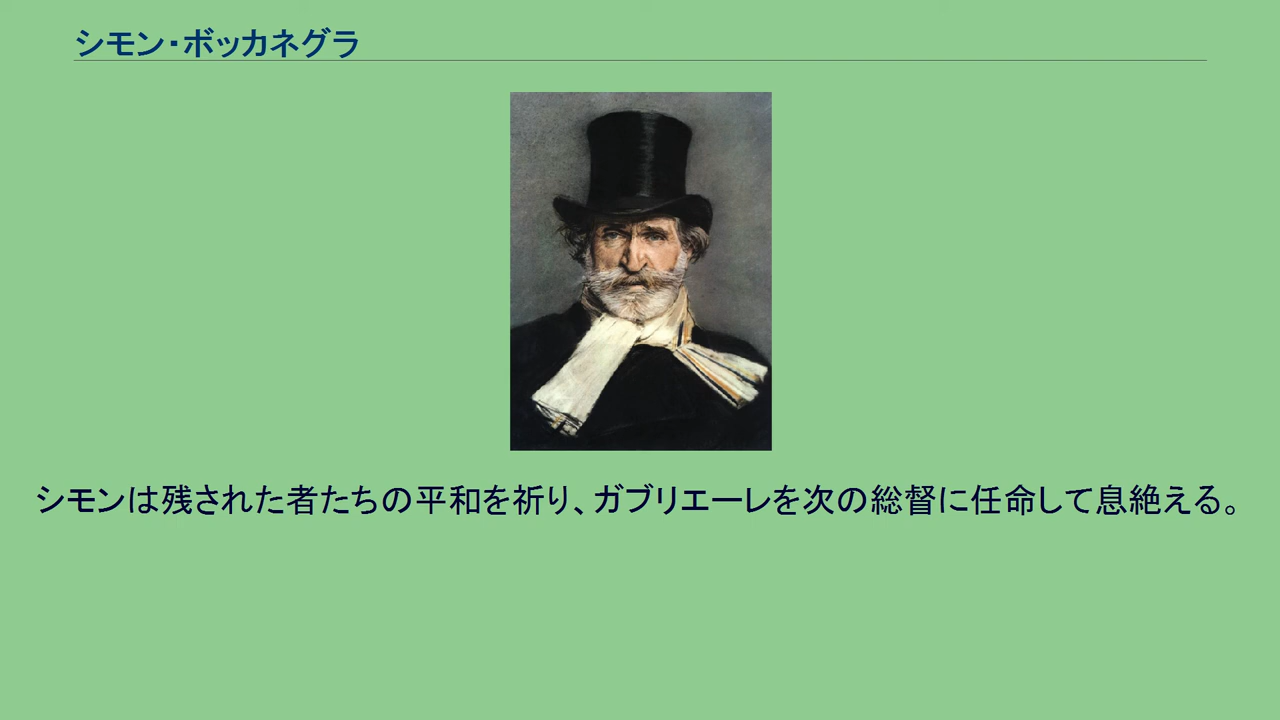 シモン・ボッカネグラ
シモンは残された者たちの平和を祈り、ガブリエーレを次の総督に任命して息絶える。